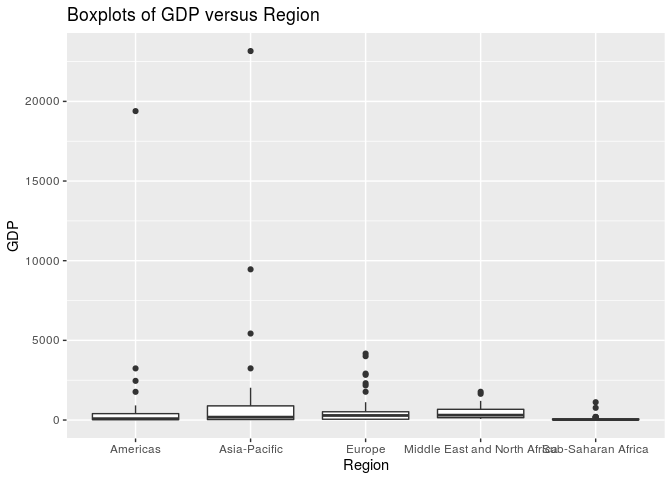 Boxplots of GDP versus Region
GDP
20000
15000
10000
5000
0
Americas
Asia-Pacific
Europe
Middle East and North Africa
Sub-Saharan Africa
Region